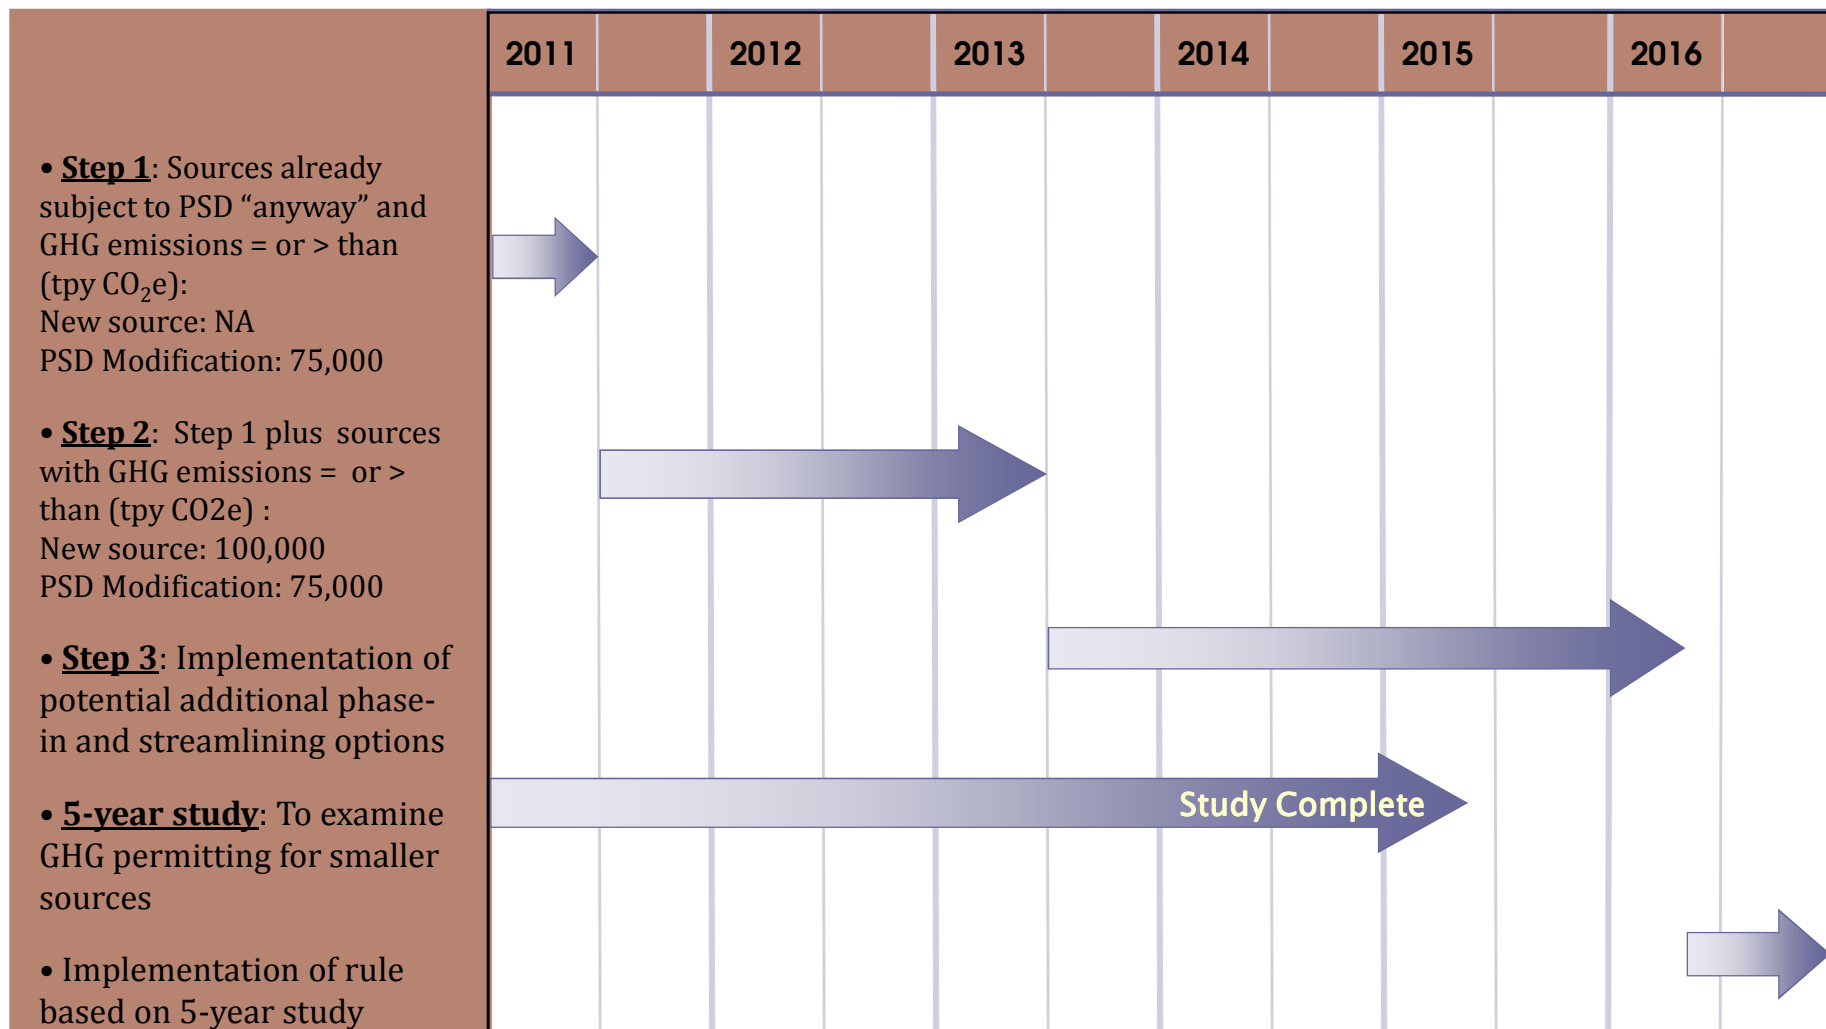 2011 2012 2013 2014 2015 2016
• Step 1: Sources already
subject to PSD “anyway” and
GHG emissions = or > than
(tpy CO₂e):
New source: NA
PSD Modification: 75,000
• Step 2:  Step 1 plus  sources
with GHG emissions =  or >
than (tpy CO2e) :
New source: 100,000
PSD Modification: 75,000
• Step 3: Implementation of
potential additional phase-
in and streamlining options
• 5-year study: To examine
GHG permitting for smaller
sources
Study Complete
• Implementation of rule
based on 5-year study